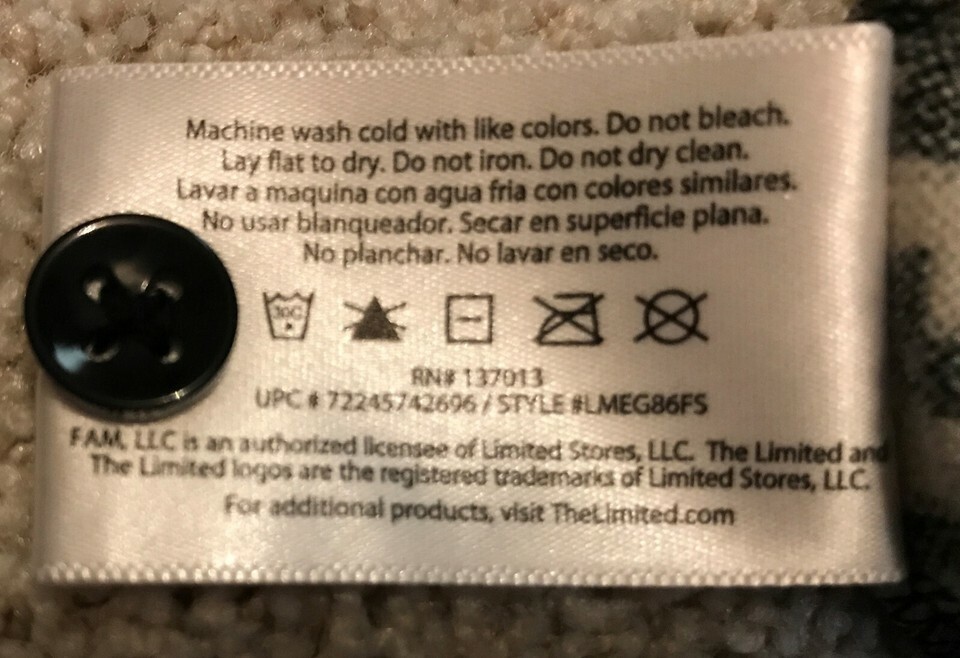 Machine wash cold with like colors. Do not bleach.
Lay flat to dry. Do not iron. Do not dry clean.
Lavar a maquina con agua fria con colores similares.
No usar blanqueador. Secar en superficie plana.
No planchar. No lavar en seco.
30C
RN# 137013
UPC # 72245742696 / STYLE #LMEG86FS
FAM, LLC is an authorized licensee of Limited Stores, LLC. The Limited and
The Limited logos are the registered trademarks of Limited Stores, LLC.
For additional products, visit TheLimited.com